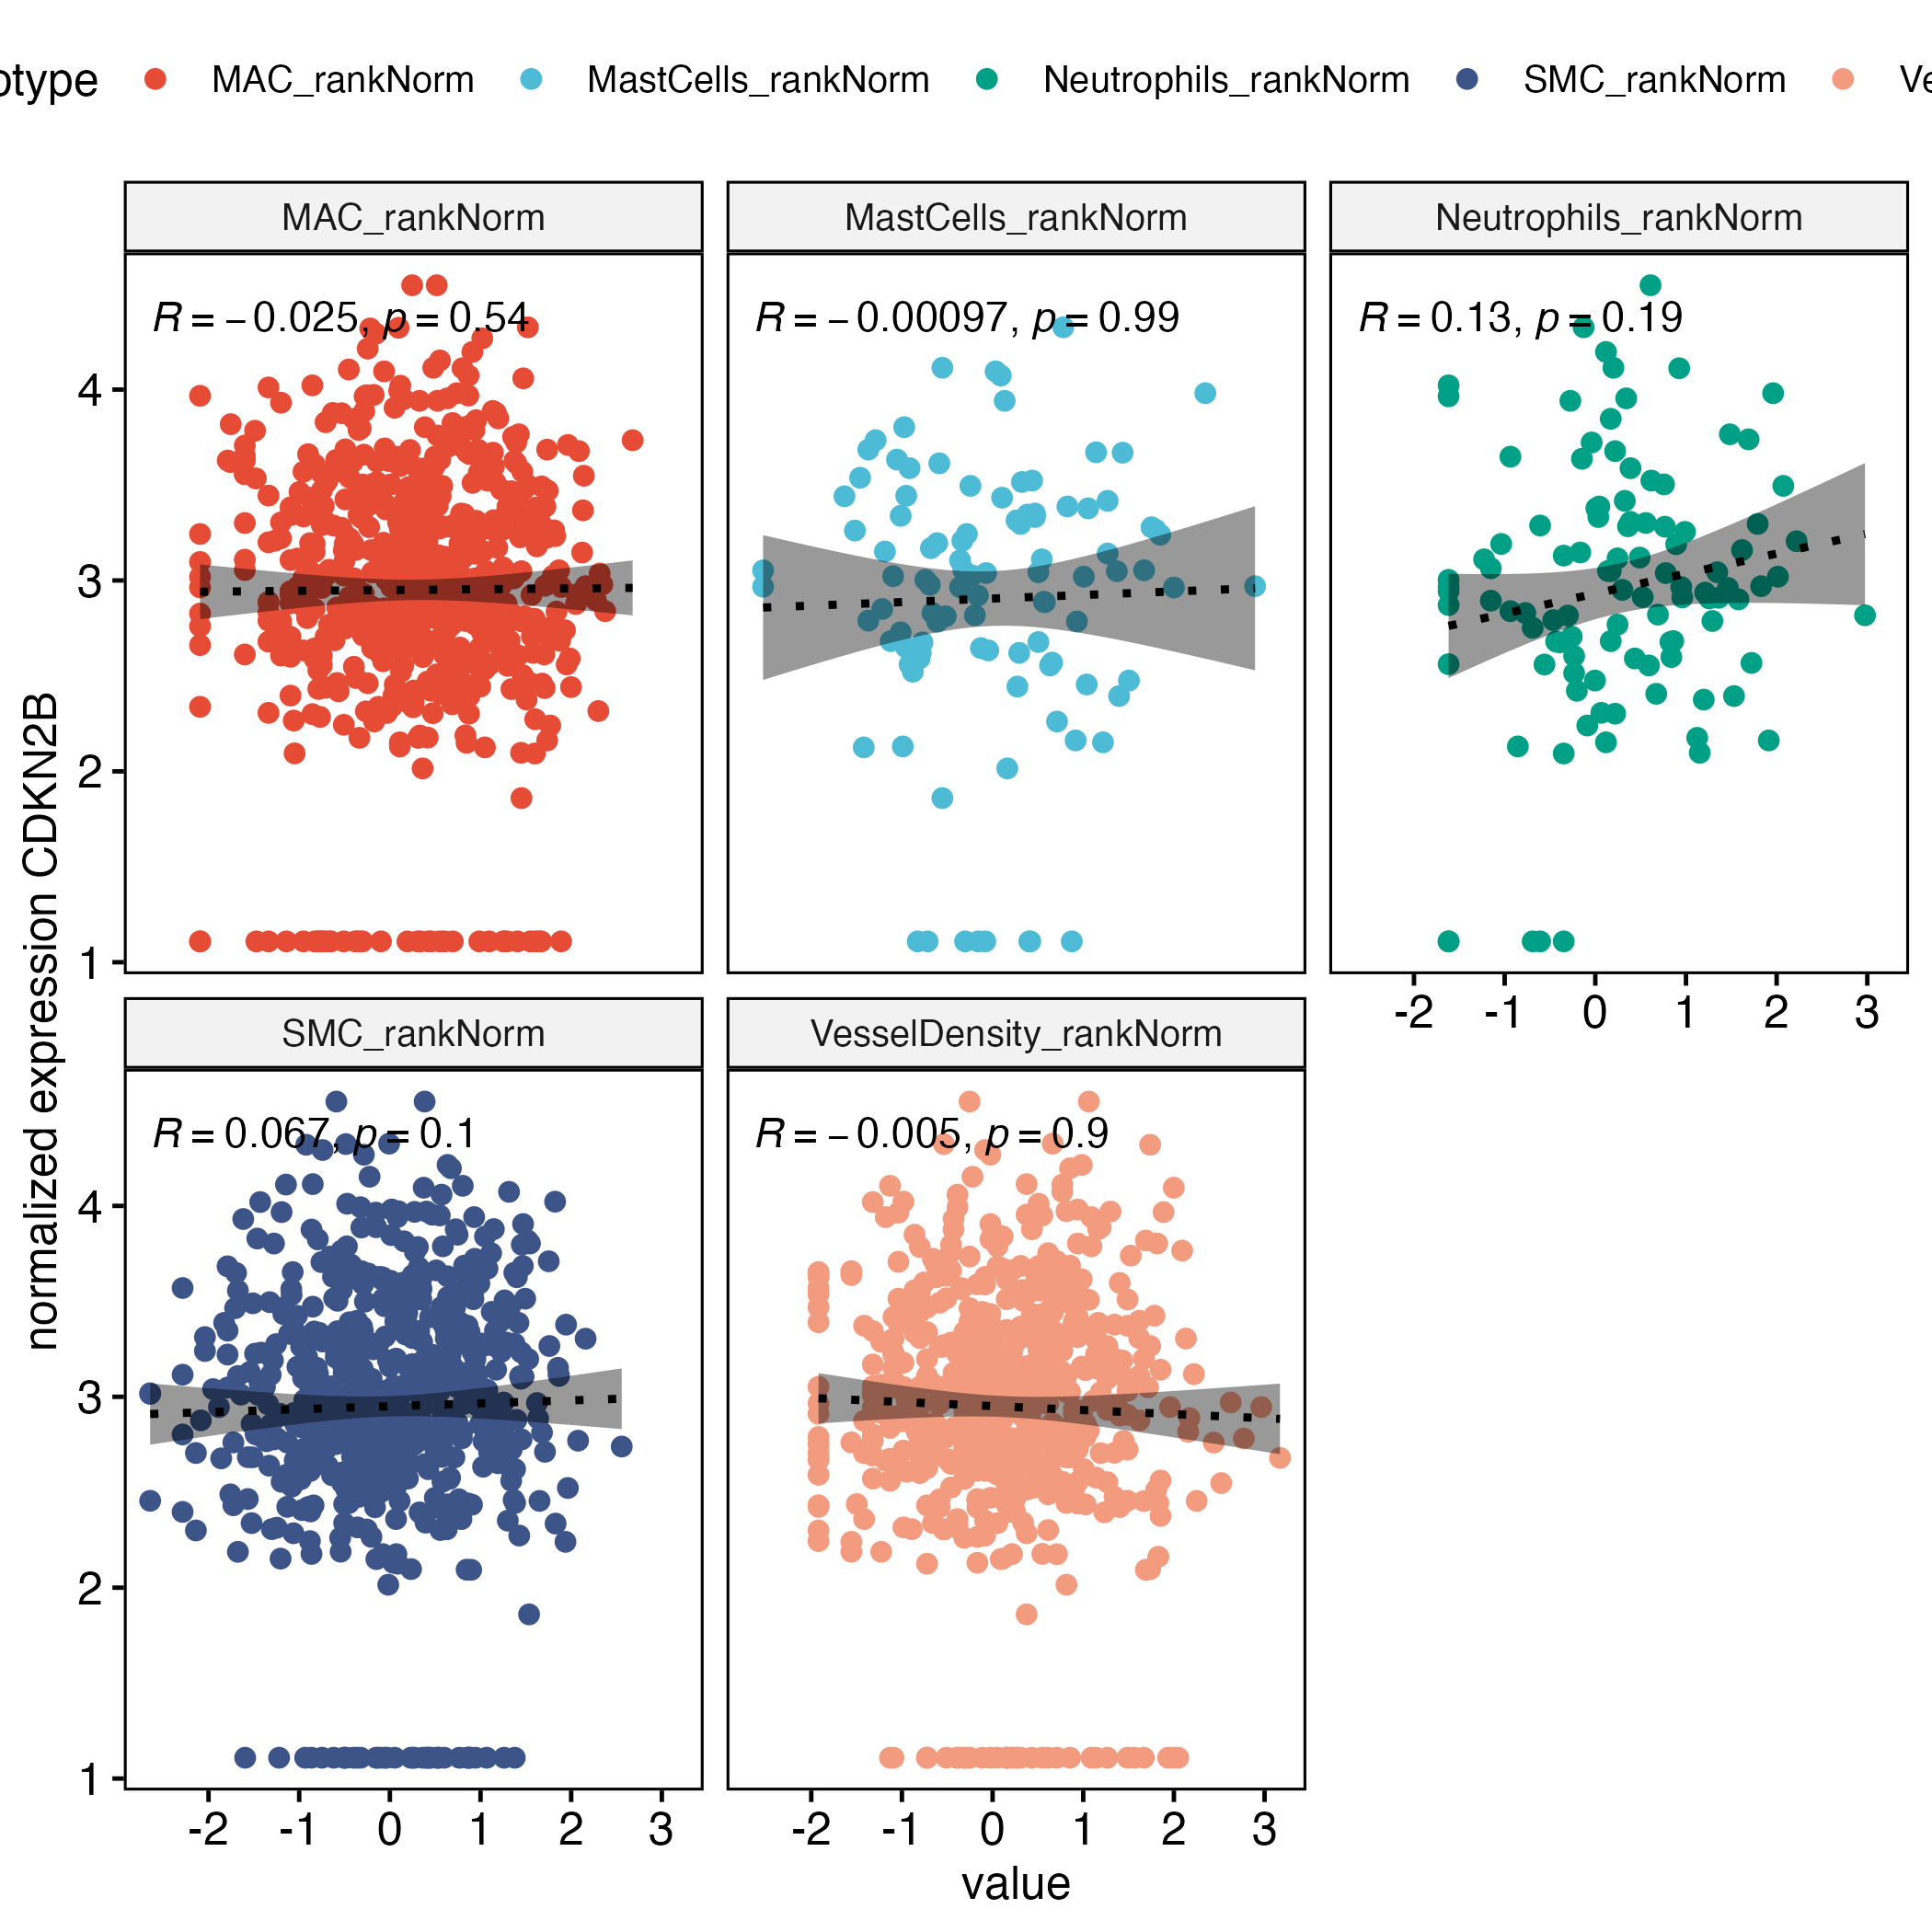 otype MAC_rankNorm MastCells_rankNorm Neutrophils_rankNorm SMC_rankNorm Ve
MAC_rankNorm MastCells_rankNorm Neutrophils_rankNorm
R = −0.025, p = 0.54 R = −0.00097, p = 0.99 R = 0.13, p = 0.19
4
3
2
1
-2 -1 0 1 2 3
SMC_rankNorm VesselDensity_rankNorm
R = 0.067, p = 0.1 R = −0.005, p = 0.9
4
3
2
1
-2 -1 0 1 2 3 -2 -1 0 1 2 3
value
normalized expression CDKN2B